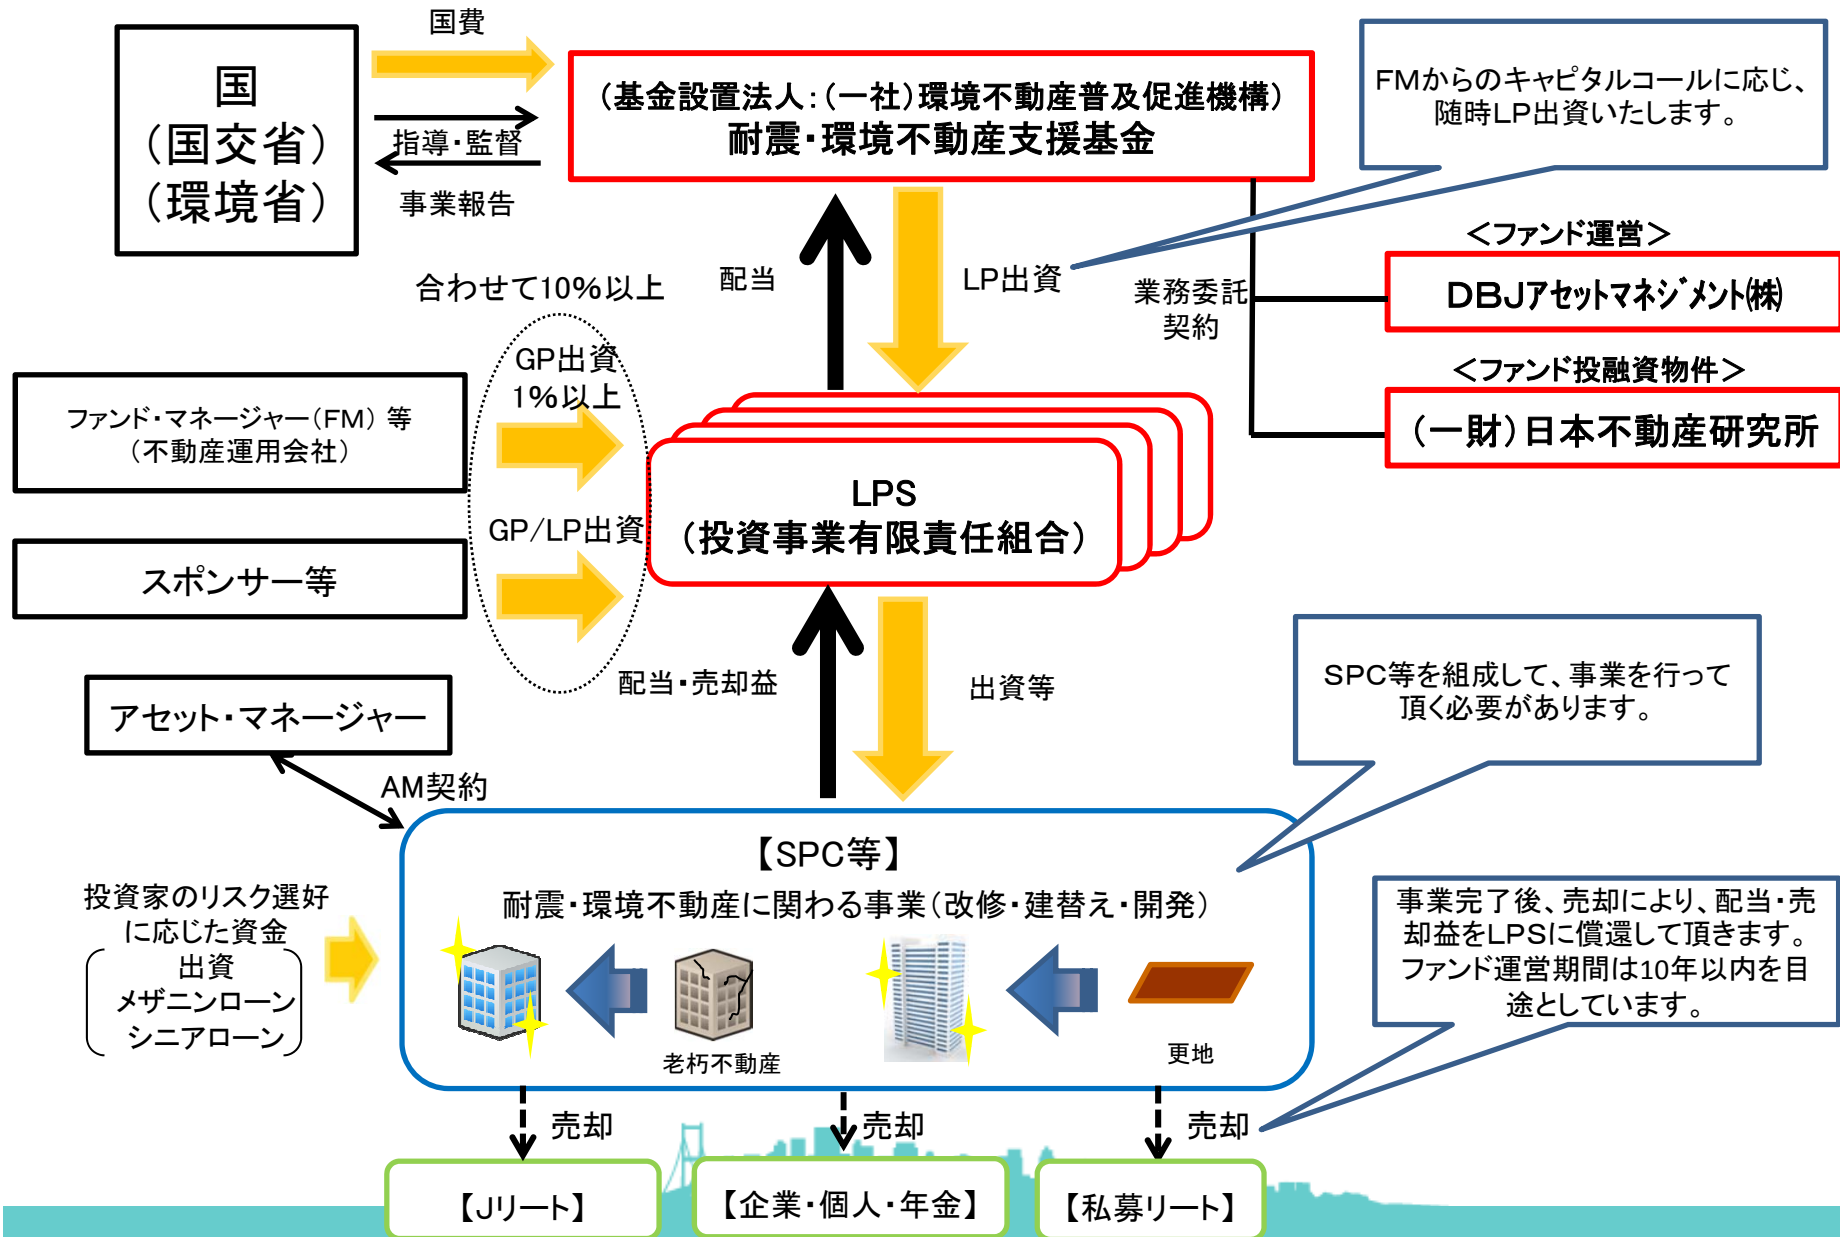 国費
国
（国交省）
（環境省）
指導・監督
事業報告
（基金設置法人：（一社）環境不動産普及促進機構）
耐震・環境不動産支援基金
FMからのキャピタルコールに応じ、
随時LP出資いたします。
配当
LP出資
業務委託
契約
＜ファンド運営＞
DBJアセットマネジメント㈱
＜ファンド投融資物件＞
（一財）日本不動産研究所
合わせて10%以上
GP出資
1%以上
ファンド・マネージャー（FM）等
（不動産運用会社）
GP/LP出資
スポンサー等
LPS
（投資事業有限責任組合）
配当・売却益
出資等
SPC等を組成して、事業を行って
頂く必要があります。
アセット・マネージャー
AM契約
【SPC等】
耐震・環境不動産に関わる事業（改修・建替え・開発）
投資家のリスク選好
に応じた資金
出資
メザニンローン
シニアローン
老朽不動産
更地
事業完了後、売却により、配当・売
却益をLPSに償還して頂きます。
ファンド運営期間は10年以内を目
途としています。
売却
売却
売却
【Jリート】
【企業・個人・年金】
【私募リート】